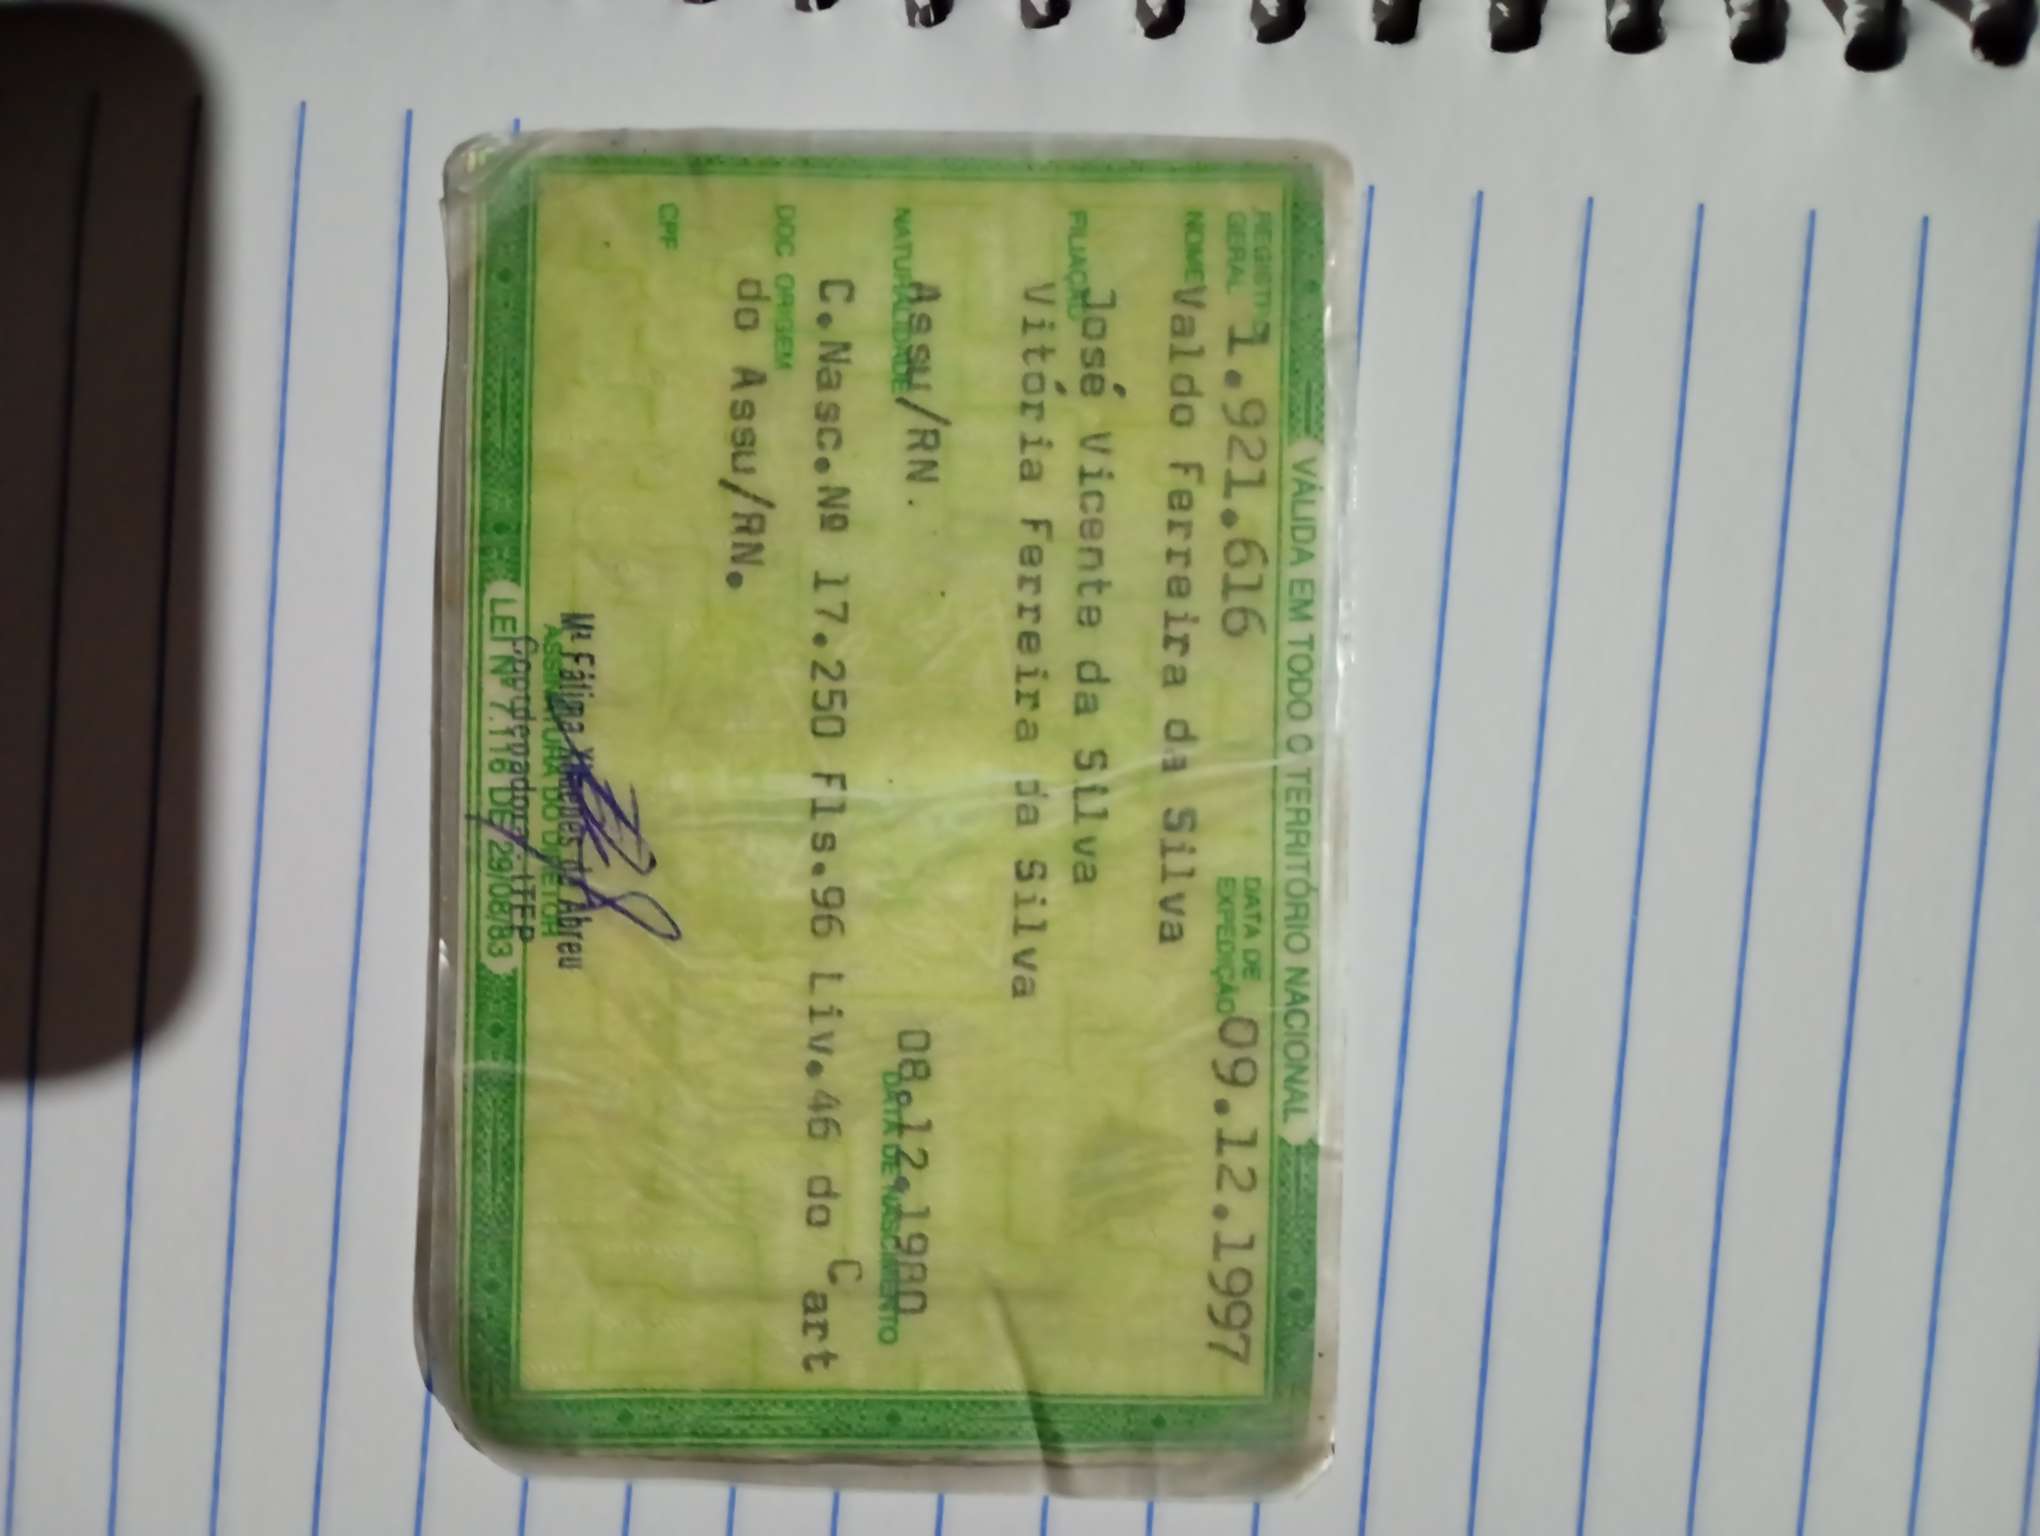 VÁLIDA EM TODO O TERRITÓRIO NACIONAL
REGISTRO GERAL 1.921.616 DATA DE EXPEDIÇÃO 09.12.1997
NOME Valdo Ferreira da Silva
FILIAÇÃO José Vicente da Silva
Vitória Ferreira da Silva
NATURALIDADE Assu/RN. DATA DE NASCIMENTO 08.12.1980
DOC ORIGEM C.Nasc.Nº 17.250 Fls.96 Liv.46 do Cart
do Assu/RN.
CPF
Mª Fátima Ximenes de Abreu
ASSINATURA DO DIRETOR
Coordenadora ITEP
LEI Nº 7.116 DE 29/08/83